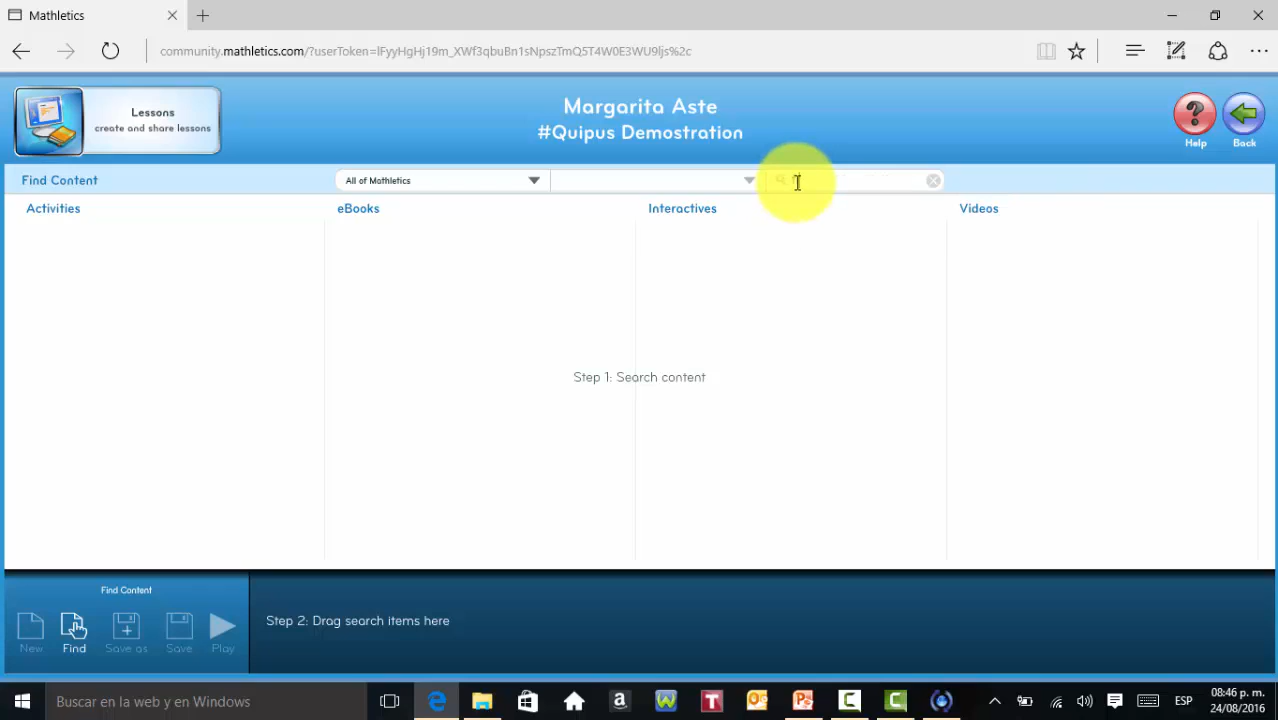 Mathletics
community.mathletics.com/?userToken=lFyyHgHj19m_XWf3qbuBn1sNpszTmQ5T4W0E3WU9ljs%2c
Lessons
create and share lessons
Margarita Aste
#Quipus Demostration
Help
Back
Find Content
All of Mathletics
Activities
eBooks
Interactives
Videos
Step 1: Search content
Find Content
New
Find
Save as
Save
Play
Step 2: Drag search items here
Buscar en la web y en Windows
ESP
08:46 p. m.
24/08/2016